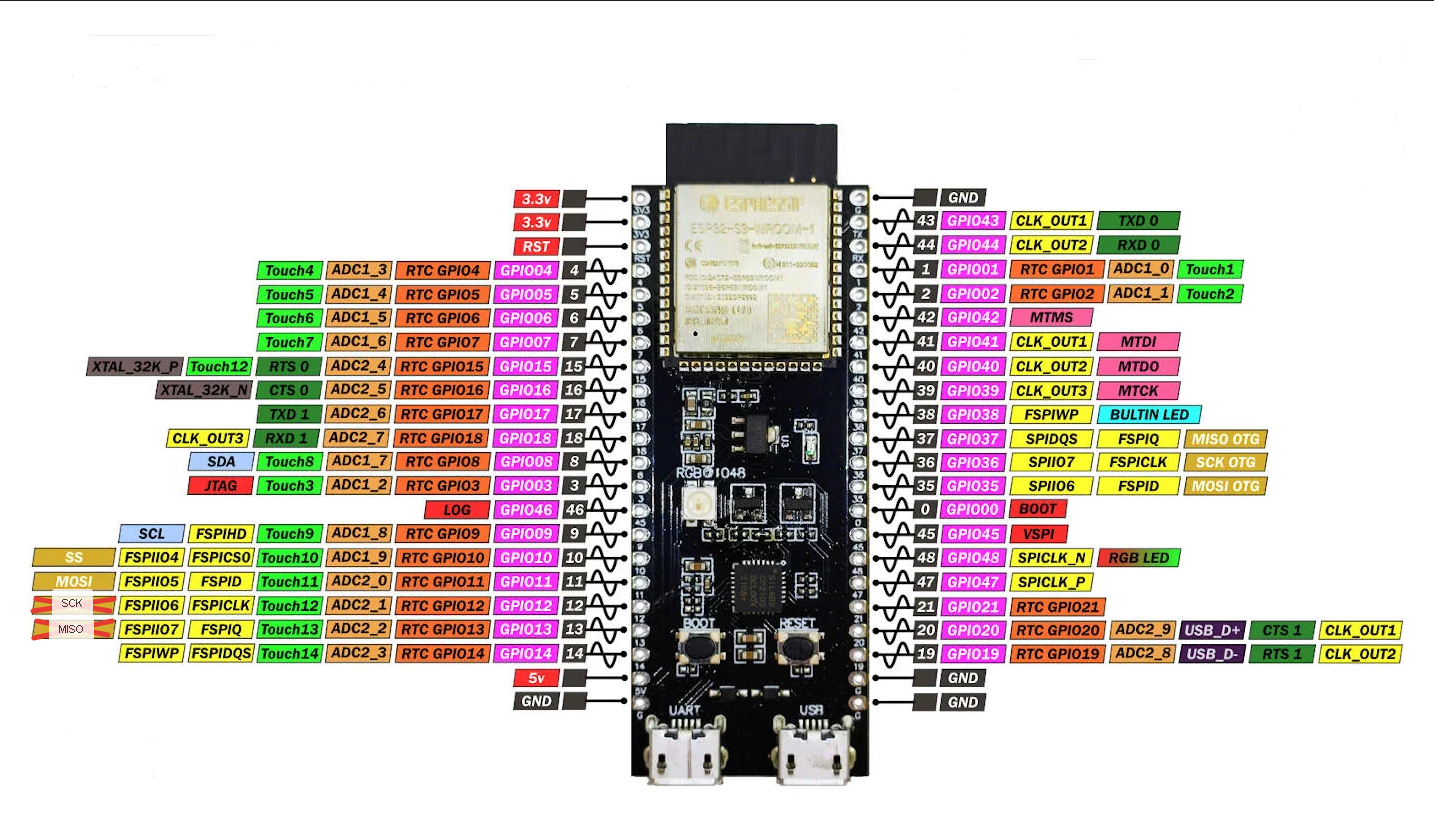 3.3v GND
3.3v 43 GPIO43 CLK_OUT1 TXD 0
RST 44 GPIO44 CLK_OUT2 RXD 0
Touch4 ADC1_3 RTC GPIO4 GPIO04 4 1 GPIO01 RTC GPIO1 ADC1_0 Touch1
Touch5 ADC1_4 RTC GPIO5 GPIO05 5 2 GPIO02 RTC GPIO2 ADC1_1 Touch2
Touch6 ADC1_5 RTC GPIO6 GPIO06 6 42 GPIO42 MTMS
Touch7 ADC1_6 RTC GPIO7 GPIO07 7 41 GPIO41 CLK_OUT1 MTDI
XTAL_32K_P Touch12 RTS 0 ADC2_4 RTC GPIO15 GPIO15 15 40 GPIO40 CLK_OUT2 MTDO
XTAL_32K_N CTS 0 ADC2_5 RTC GPIO16 GPIO16 16 39 GPIO39 CLK_OUT3 MTCK
TXD 1 ADC2_6 RTC GPIO17 GPIO17 17 38 GPIO38 FSPIWP BULTIN LED
CLK_OUT3 RXD 1 ADC2_7 RTC GPIO18 GPIO18 18 37 GPIO37 SPIDQS FSPIQ MISO OTG
SDA Touch8 ADC1_7 RTC GPIO8 GPIO08 8 36 GPIO36 SPIIO7 FSPICLK SCK OTG
JTAG Touch3 ADC1_2 RTC GPIO3 GPIO03 3 35 GPIO35 SPIIO6 FSPID MOSI OTG
LOG GPIO46 46 0 GPIO00 BOOT
SCL FSPIHD Touch9 ADC1_8 RTC GPIO9 GPIO09 9 45 GPIO45 VSPI
SS FSPIIO4 FSPICS0 Touch10 ADC1_9 RTC GPIO10 GPIO10 10 48 GPIO48 SPICLK_N RGB LED
MOSI FSPIIO5 FSPID Touch11 ADC2_0 RTC GPIO11 GPIO11 11 47 GPIO47 SPICLK_P
SCK FSPIIO6 FSPICLK Touch12 ADC2_1 RTC GPIO12 GPIO12 12 21 GPIO21 RTC GPIO21
MISO FSPIIO7 FSPIQ Touch13 ADC2_2 RTC GPIO13 GPIO13 13 20 GPIO20 RTC GPIO20 ADC2_9 USB_D+ CTS 1 CLK_OUT1
FSPIWP FSPIDQS Touch14 ADC2_3 RTC GPIO14 GPIO14 14 19 GPIO19 RTC GPIO19 ADC2_8 USB_D- RTS 1 CLK_OUT2
5v GND
GND GND
ESPRESSIF
ESP32-S3-WROOM-1
U3
RGB@IO48
BOOT RESET
UART USB